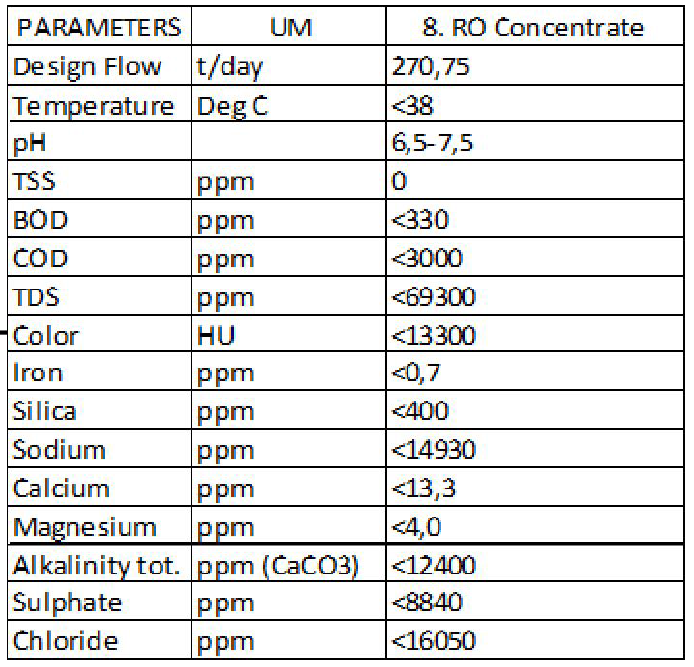 PARAMETERS UM 8. RO Concentrate
Design Flow t/day 270,75
Temperature Deg C <38
pH 6,5-7,5
TSS ppm 0
BOD ppm <330
COD ppm <3000
TDS ppm <69300
Color HU <13300
Iron ppm <0,7
Silica ppm <400
Sodium ppm <14930
Calcium ppm <13,3
Magnesium ppm <4,0
Alkalinity tot. ppm (CaCO3) <12400
Sulphate ppm <8840
Chloride ppm <16050